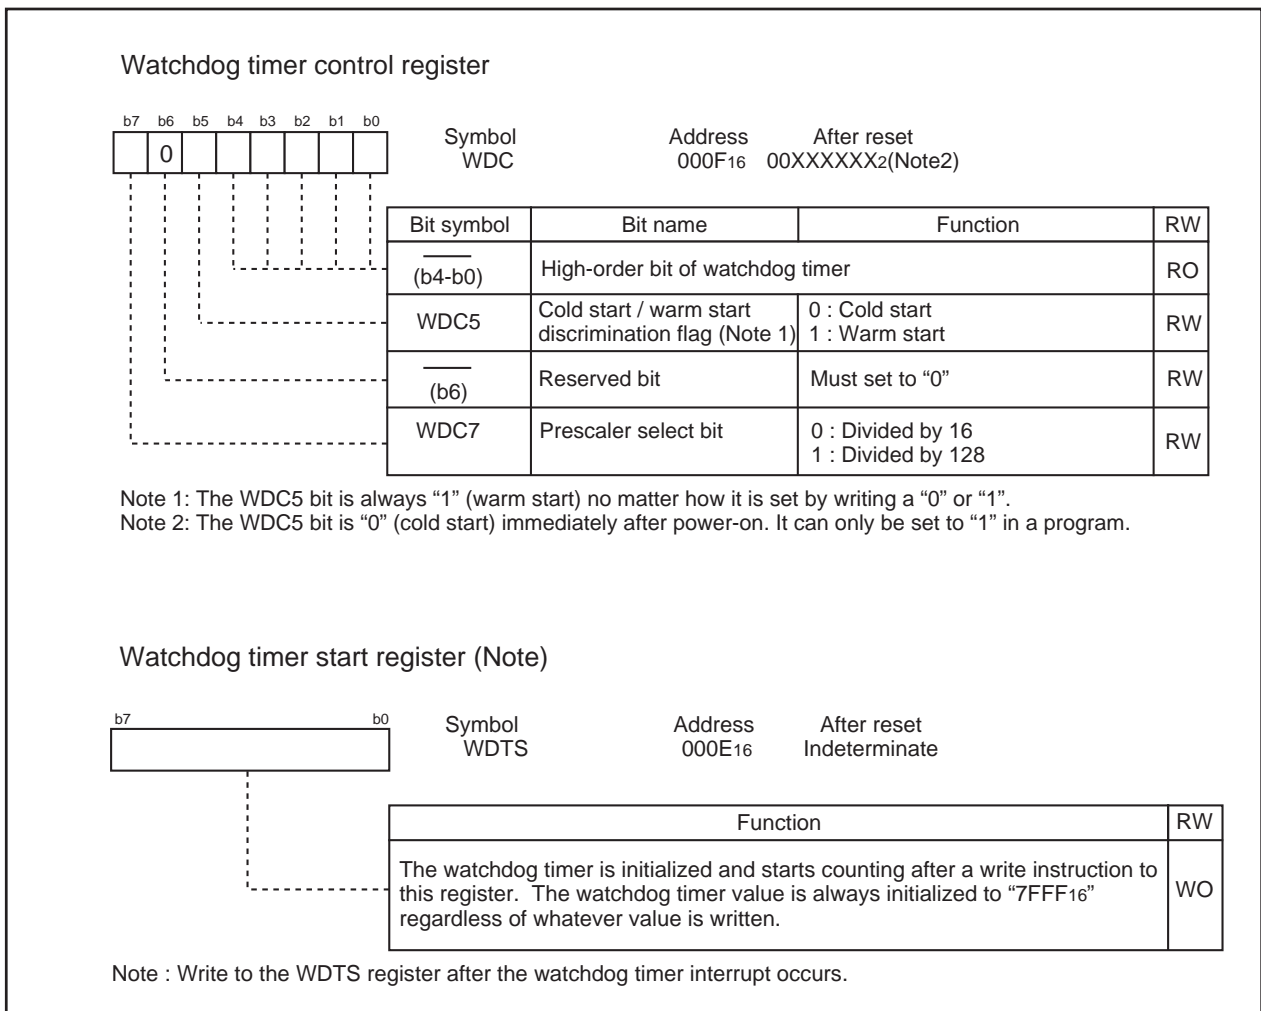 Watchdog timer control register
b7 b6 b5 b4 b3 b2 b1 b0
0
Symbol Address After reset
WDC 000F16 00XXXXXX2(Note2)
Bit symbol Bit name Function RW
(b4-b0) High-order bit of watchdog timer RO
WDC5 Cold start / warm start discrimination flag (Note 1) 0 : Cold start 1 : Warm start RW
(b6) Reserved bit Must set to “0” RW
WDC7 Prescaler select bit 0 : Divided by 16 1 : Divided by 128 RW
Note 1: The WDC5 bit is always “1” (warm start) no matter how it is set by writing a “0” or “1”.
Note 2: The WDC5 bit is “0” (cold start) immediately after power-on. It can only be set to “1” in a program.
Watchdog timer start register (Note)
b7 b0
Symbol Address After reset
WDTS 000E16 Indeterminate
Function RW
The watchdog timer is initialized and starts counting after a write instruction to
this register. The watchdog timer value is always initialized to “7FFF16”
regardless of whatever value is written.
WO
Note : Write to the WDTS register after the watchdog timer interrupt occurs.